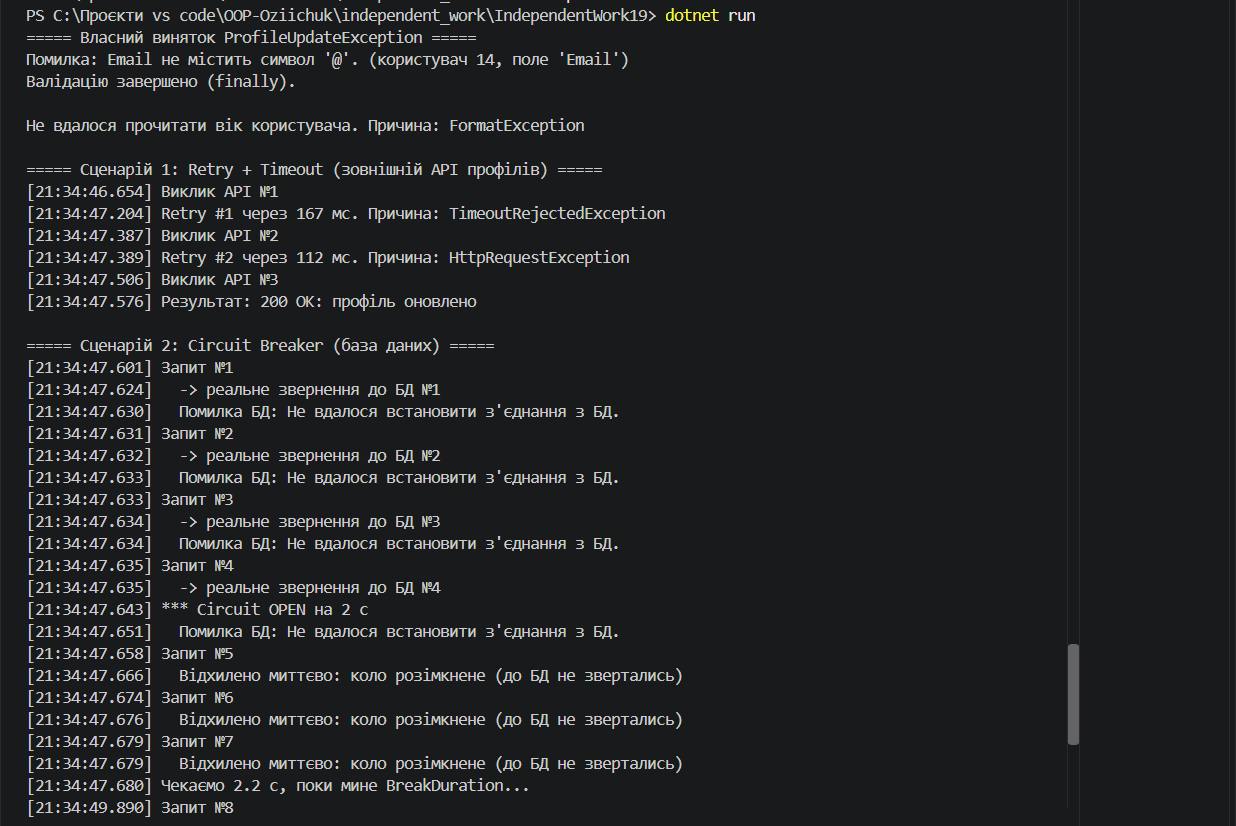 PS C:\Проєкти vs code\OOP-Oziichuk\independent_work\IndependentWork19> dotnet run
===== Власний виняток ProfileUpdateException =====
Помилка: Email не містить символ '@'. (користувач 14, поле 'Email')
Валідацію завершено (finally).
Не вдалося прочитати вік користувача. Причина: FormatException
===== Сценарій 1: Retry + Timeout (зовнішній API профілів) =====
[21:34:46.654] Виклик API №1
[21:34:47.204] Retry #1 через 167 мс. Причина: TimeoutRejectedException
[21:34:47.387] Виклик API №2
[21:34:47.389] Retry #2 через 112 мс. Причина: HttpRequestException
[21:34:47.506] Виклик API №3
[21:34:47.576] Результат: 200 OK: профіль оновлено
===== Сценарій 2: Circuit Breaker (база даних) =====
[21:34:47.601] Запит №1
[21:34:47.624]   -> реальне звернення до БД №1
[21:34:47.630]   Помилка БД: Не вдалося встановити з'єднання з БД.
[21:34:47.631] Запит №2
[21:34:47.632]   -> реальне звернення до БД №2
[21:34:47.633]   Помилка БД: Не вдалося встановити з'єднання з БД.
[21:34:47.633] Запит №3
[21:34:47.634]   -> реальне звернення до БД №3
[21:34:47.634]   Помилка БД: Не вдалося встановити з'єднання з БД.
[21:34:47.635] Запит №4
[21:34:47.635]   -> реальне звернення до БД №4
[21:34:47.643] *** Circuit OPEN на 2 с
[21:34:47.651]   Помилка БД: Не вдалося встановити з'єднання з БД.
[21:34:47.658] Запит №5
[21:34:47.666]   Відхилено миттєво: коло розімкнене (до БД не звертались)
[21:34:47.674] Запит №6
[21:34:47.676]   Відхилено миттєво: коло розімкнене (до БД не звертались)
[21:34:47.679] Запит №7
[21:34:47.679]   Відхилено миттєво: коло розімкнене (до БД не звертались)
[21:34:47.680] Чекаємо 2.2 с, поки мине BreakDuration...
[21:34:49.890] Запит №8